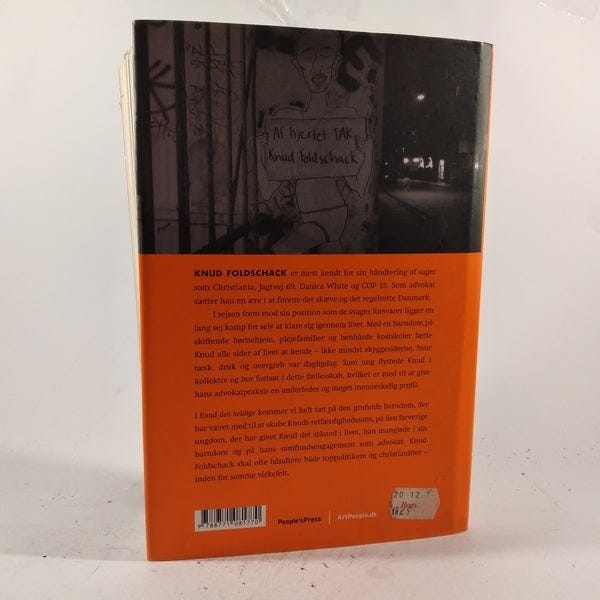 Af hjertet TAK
Knud foldschack
KNUD FOLDSCHACK er mest kendt for sin håndtering af sager
som Christiania, Jagtvej 69, Danica White og COP 15. Som advokat
sætter han en ære i at forene det skæve og det regelrette Danmark.
I rejsen frem mod sin position som de svages forsvarer ligger en
lang sej kamp for selv at klare sig igennem livet. Med en barndom på
skiftende børnehjem, plejefamilier og benhårde kostskoler lærte
Knud alle sider af livet at kende – ikke mindst skyggesiderne, hvor
tæsk, druk og overgreb var dagligdag. Som ung flyttede Knud i
kollektiv og bor fortsat i dette fællesskab, hvilket er med til at give
hans advokatpraksis en anderledes og meget menneskelig profil.
I Knud den heldige kommer vi helt tæt på den grufulde barndom, der
har været med til at skabe Knuds retfærdighedssans, på den farverige
ungdom, der har givet Knud det ståsted i livet, han manglede i sin
barndom og på hans samfundsengagement som advokat. Knud
Foldschack skal ofte håndtere både toppolitikere og christianitter –
inden for samme virkefelt.
9 788771 081770
People'sPress
ArtPeople.dk
20 12